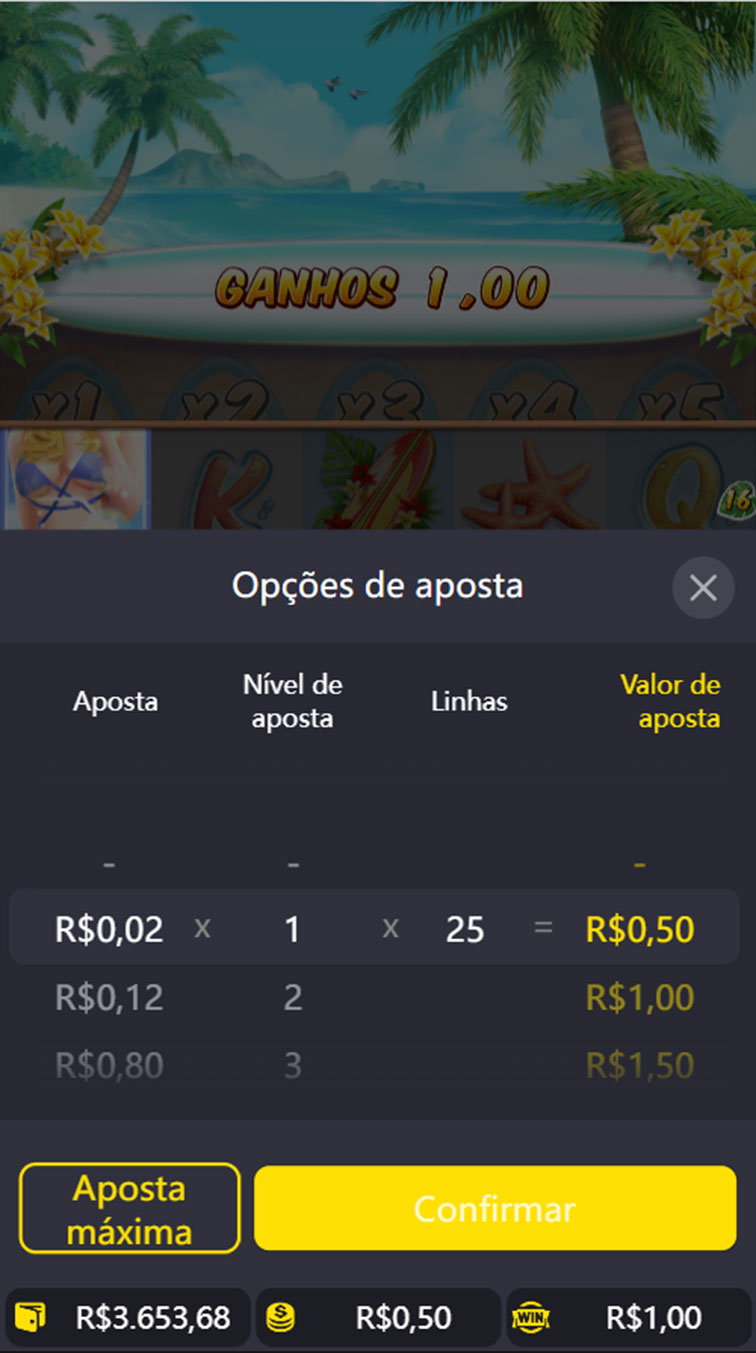 GANHOS 1,00
x1 x2 x3 x4 x5
K Q 16
Opções de aposta
Aposta Nível de aposta Linhas Valor de aposta
- - -
R$0,02 x 1 x 25 = R$0,50
R$0,12 2 R$1,00
R$0,80 3 R$1,50
Aposta
máxima
Confirmar
R$3.653,68 $ R$0,50 WIN R$1,00